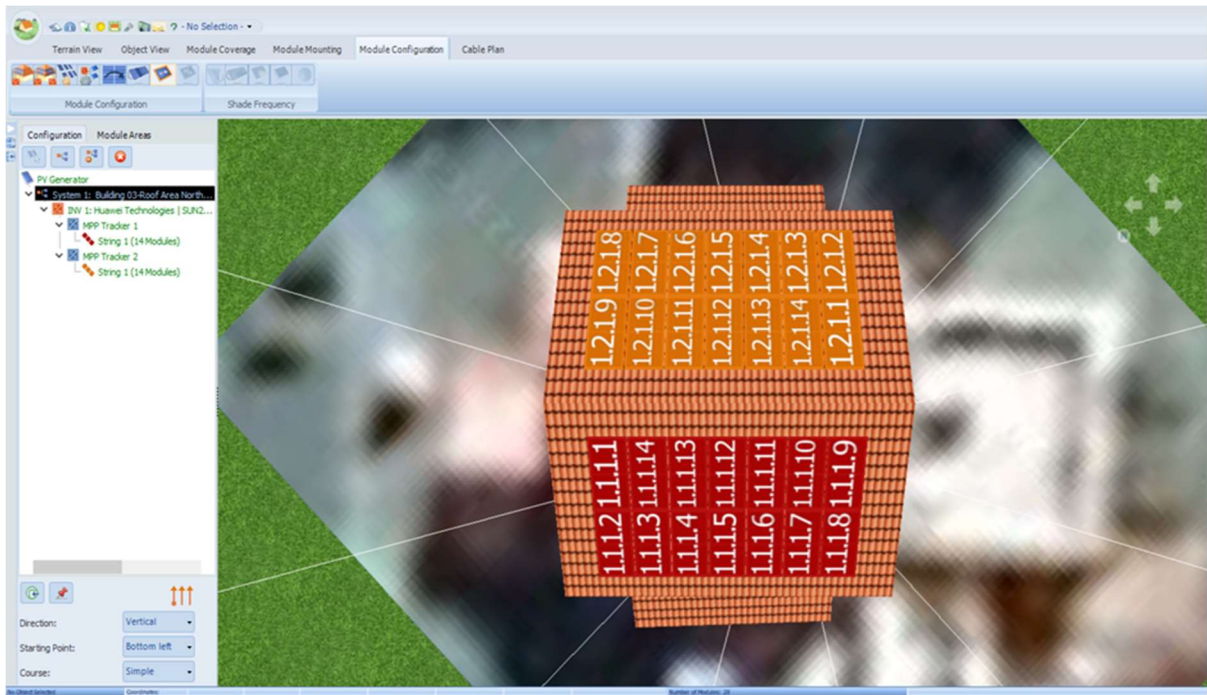 - No Selection -
Terrain View Object View Module Coverage Module Mounting Module Configuration Cable Plan
Module Configuration Shade Frequency
Configuration Module Areas
PV Generator
System 1: Building 03-Roof Area North...
INV 1: Huawei Technologies | SUN2...
MPP Tracker 1
String 1 (14 Modules)
MPP Tracker 2
String 1 (14 Modules)
1.2.1.8 1.2.1.7 1.2.1.6 1.2.1.5 1.2.1.4 1.2.1.3 1.2.1.2
1.2.1.9 1.2.1.10 1.2.1.11 1.2.1.12 1.2.1.13 1.2.1.14 1.2.1.1
1.1.1.1 1.1.1.14 1.1.1.13 1.1.1.12 1.1.1.11 1.1.1.10 1.1.1.9
1.1.1.2 1.1.1.3 1.1.1.4 1.1.1.5 1.1.1.6 1.1.1.7 1.1.1.8
Direction: Vertical
Starting Point: Bottom left
Course: Simple
No Object Selected Coordinates: Number of Modules: 28